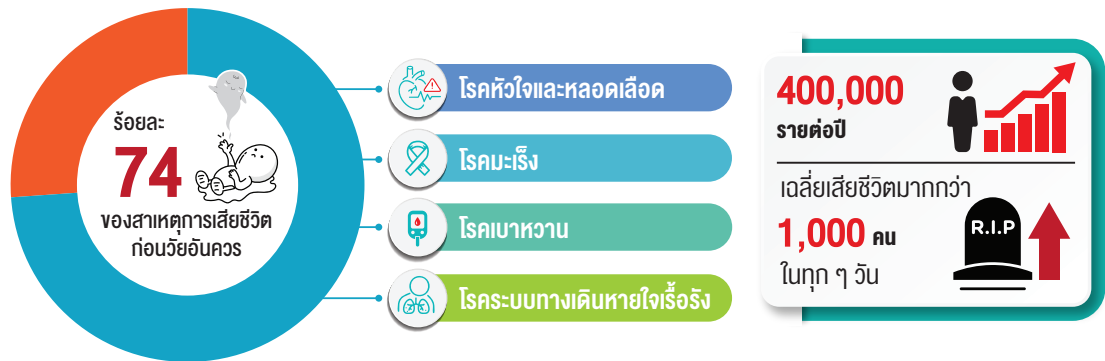 ร้อยละ
74
ของสาเหตุการเสียชีวิต
ก่อนวัยอันควร
โรคหัวใจและหลอดเลือด
โรคมะเร็ง
โรคเบาหวาน
โรคระบบทางเดินหายใจเรื้อรัง
400,000
รายต่อปี
เฉลี่ยเสียชีวิตมากกว่า
1,000 คน
ในทุก ๆ วัน
R.I.P